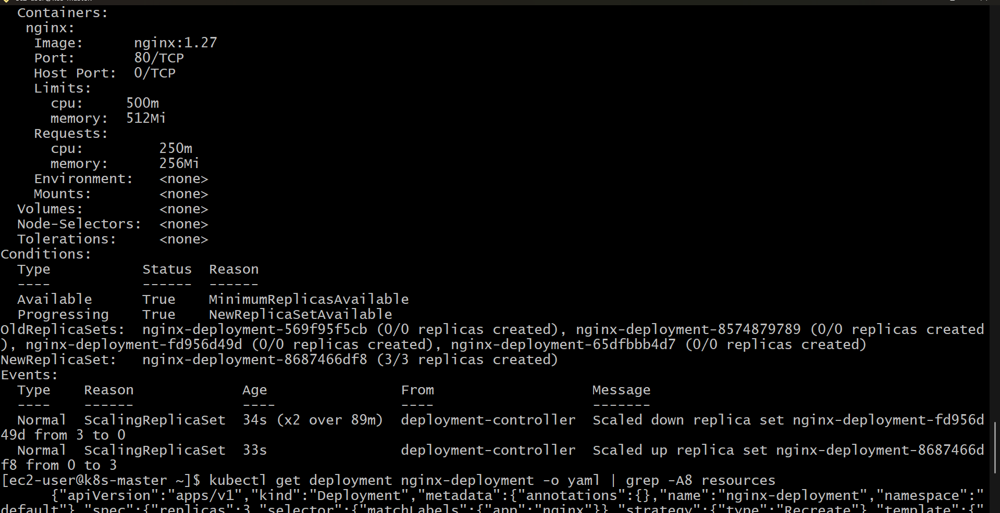 Containers:
nginx:
Image: nginx:1.27
Port: 80/TCP
Host Port: 0/TCP
Limits:
cpu: 500m
memory: 512Mi
Requests:
cpu: 250m
memory: 256Mi
Environment: <none>
Mounts: <none>
Volumes: <none>
Node-Selectors: <none>
Tolerations: <none>
Conditions:
Type Status Reason
---- ------ ------
Available True MinimumReplicasAvailable
Progressing True NewReplicaSetAvailable
OldReplicaSets: nginx-deployment-569f95f5cb (0/0 replicas created), nginx-deployment-8574879789 (0/0 replicas created
), nginx-deployment-fd956d49d (0/0 replicas created), nginx-deployment-65dfbbb4d7 (0/0 replicas created)
NewReplicaSet: nginx-deployment-8687466df8 (3/3 replicas created)
Events:
Type Reason Age From Message
---- ------ ---- ---- -------
Normal ScalingReplicaSet 34s (x2 over 89m) deployment-controller Scaled down replica set nginx-deployment-fd956d
49d from 3 to 0
Normal ScalingReplicaSet 33s deployment-controller Scaled up replica set nginx-deployment-8687466d
f8 from 0 to 3
[ec2-user@k8s-master ~]$ kubectl get deployment nginx-deployment -o yaml | grep -A8 resources
{"apiVersion":"apps/v1","kind":"Deployment","metadata":{"annotations":{},"name":"nginx-deployment","namespace":"
default"},"spec":{"replicas":3,"selector":{"matchLabels":{"app":"nginx"}},"strategy":{"type":"Recreate"},"template":{"